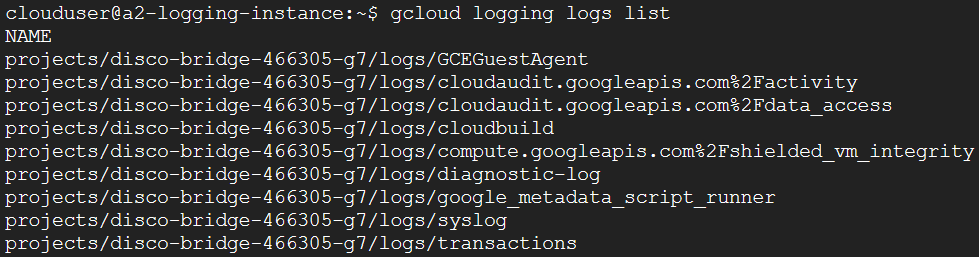 clouduser@a2-logging-instance:~$ gcloud logging logs list
NAME
projects/disco-bridge-466305-g7/logs/GCEGuestAgent
projects/disco-bridge-466305-g7/logs/cloudaudit.googleapis.com%2Factivity
projects/disco-bridge-466305-g7/logs/cloudaudit.googleapis.com%2Fdata_access
projects/disco-bridge-466305-g7/logs/cloudbuild
projects/disco-bridge-466305-g7/logs/compute.googleapis.com%2Fshielded_vm_integrity
projects/disco-bridge-466305-g7/logs/diagnostic-log
projects/disco-bridge-466305-g7/logs/google_metadata_script_runner
projects/disco-bridge-466305-g7/logs/syslog
projects/disco-bridge-466305-g7/logs/transactions